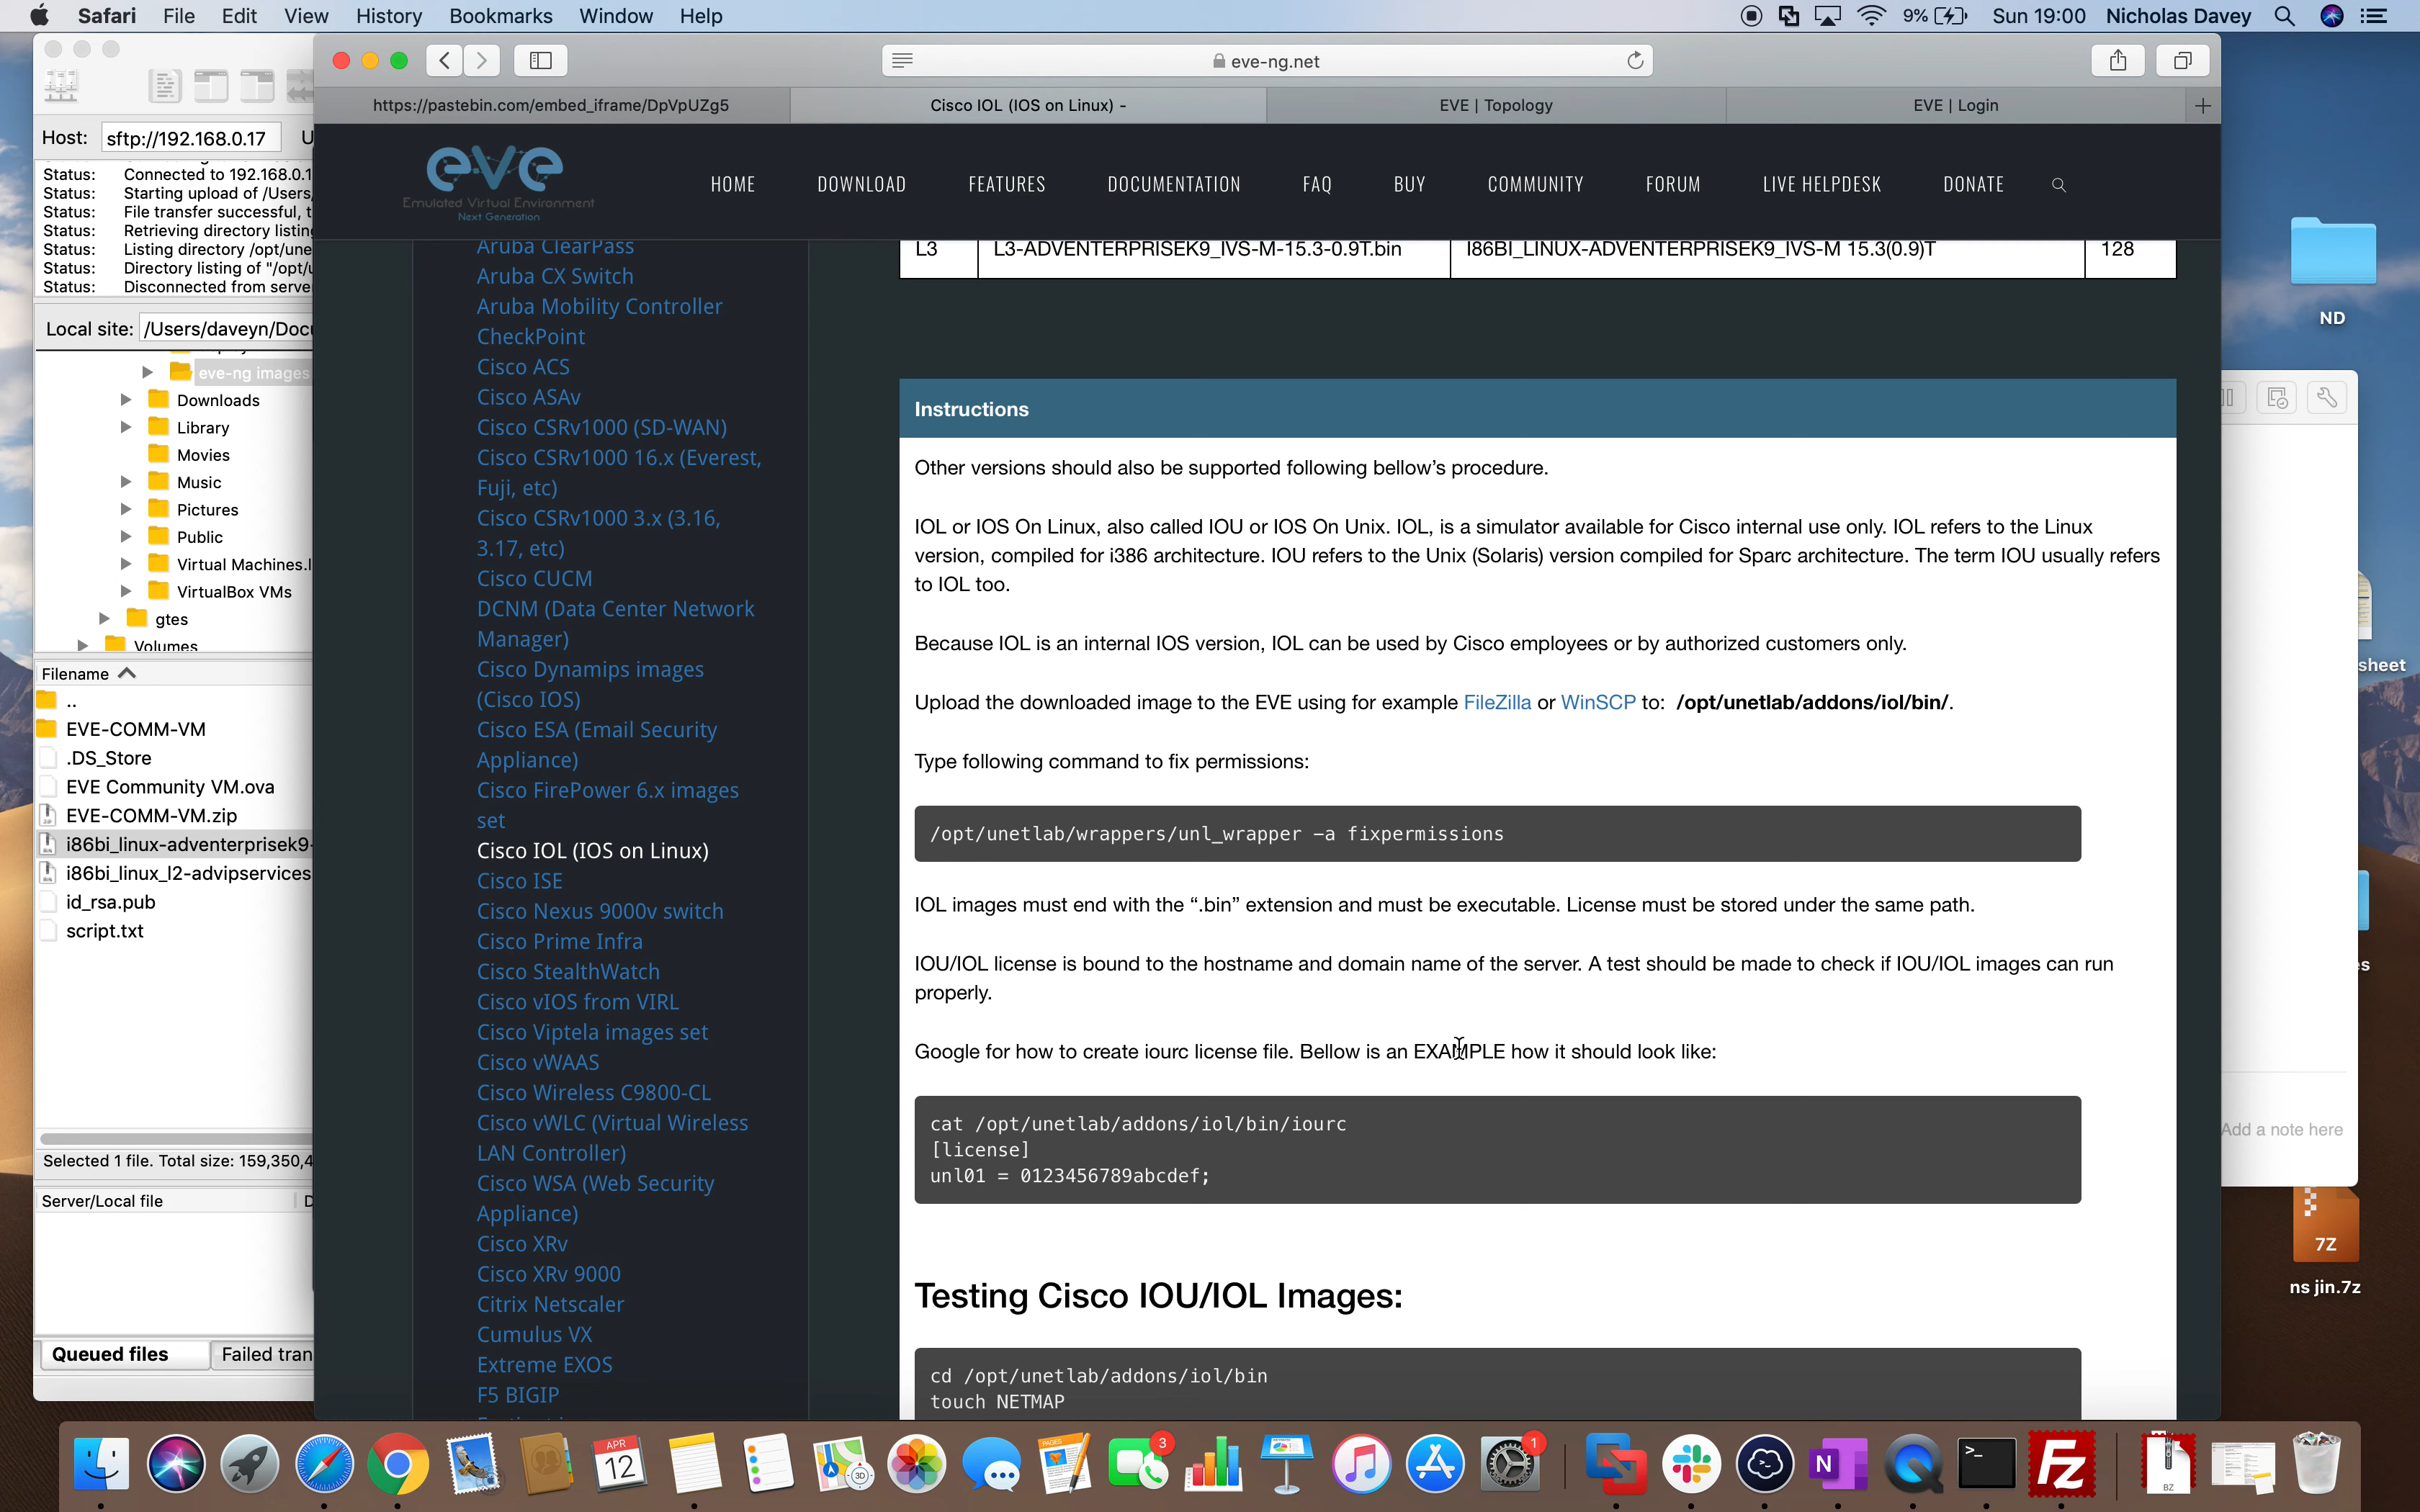 Safari File Edit View History Bookmarks Window Help
9% Sun 19:00 Nicholas Davey
eve-ng.net
https://pastebin.com/embed_iframe/DpVpUZg5 Cisco IOL (IOS on Linux) - EVE | Topology EVE | Login
Host: sftp://192.168.0.17 U
Status: Connected to 192.168.0.1
Status: Starting upload of /Users/
Status: File transfer successful, t
Status: Retrieving directory listing
Status: Listing directory /opt/une
Status: Directory listing of "/opt/u
Status: Disconnected from serve
Local site: /Users/daveyn/Docu
eve-ng images
Downloads
Library
Movies
Music
Pictures
Public
Virtual Machines.l
VirtualBox VMs
gtes
Volumes
Filename
..
EVE-COMM-VM
.DS_Store
EVE Community VM.ova
EVE-COMM-VM.zip
i86bi_linux-adventerprisek9-
i86bi_linux_l2-advipservices
id_rsa.pub
script.txt
Selected 1 file. Total size: 159,350,4
Server/Local file D
Queued files Failed tran
eve
Emulated Virtual Environment
Next Generation
HOME DOWNLOAD FEATURES DOCUMENTATION FAQ BUY COMMUNITY FORUM LIVE HELPDESK DONATE
Aruba ClearPass
Aruba CX Switch
Aruba Mobility Controller
CheckPoint
Cisco ACS
Cisco ASAv
Cisco CSRv1000 (SD-WAN)
Cisco CSRv1000 16.x (Everest,
Fuji, etc)
Cisco CSRv1000 3.x (3.16,
3.17, etc)
Cisco CUCM
DCNM (Data Center Network
Manager)
Cisco Dynamips images
(Cisco IOS)
Cisco ESA (Email Security
Appliance)
Cisco FirePower 6.x images
set
Cisco IOL (IOS on Linux)
Cisco ISE
Cisco Nexus 9000v switch
Cisco Prime Infra
Cisco StealthWatch
Cisco vIOS from VIRL
Cisco Viptela images set
Cisco vWAAS
Cisco Wireless C9800-CL
Cisco vWLC (Virtual Wireless
LAN Controller)
Cisco WSA (Web Security
Appliance)
Cisco XRv
Cisco XRv 9000
Citrix Netscaler
Cumulus VX
Extreme EXOS
F5 BIGIP
L3 L3-ADVENTERPRISEK9_IVS-M-15.3-0.9T.bin I86BI_LINUX-ADVENTERPRISEK9_IVS-M 15.3(0.9)T 128
Instructions
Other versions should also be supported following bellow's procedure.
IOL or IOS On Linux, also called IOU or IOS On Unix. IOL, is a simulator available for Cisco internal use only. IOL refers to the Linux
version, compiled for i386 architecture. IOU refers to the Unix (Solaris) version compiled for Sparc architecture. The term IOU usually refers
to IOL too.
Because IOL is an internal IOS version, IOL can be used by Cisco employees or by authorized customers only.
Upload the downloaded image to the EVE using for example FileZilla or WinSCP to: /opt/unetlab/addons/iol/bin/.
Type following command to fix permissions:
/opt/unetlab/wrappers/unl_wrapper -a fixpermissions
IOL images must end with the “.bin” extension and must be executable. License must be stored under the same path.
IOU/IOL license is bound to the hostname and domain name of the server. A test should be made to check if IOU/IOL images can run
properly.
Google for how to create iourc license file. Bellow is an EXAMPLE how it should look like:
cat /opt/unetlab/addons/iol/bin/iourc
[license]
unl01 = 0123456789abcdef;
Testing Cisco IOU/IOL Images:
cd /opt/unetlab/addons/iol/bin
touch NETMAP
ND
sheet
s
Add a note here
7Z
ns jin.7z
APR
12
3D
PAGES
3
1
N
>_
Fz
BZ